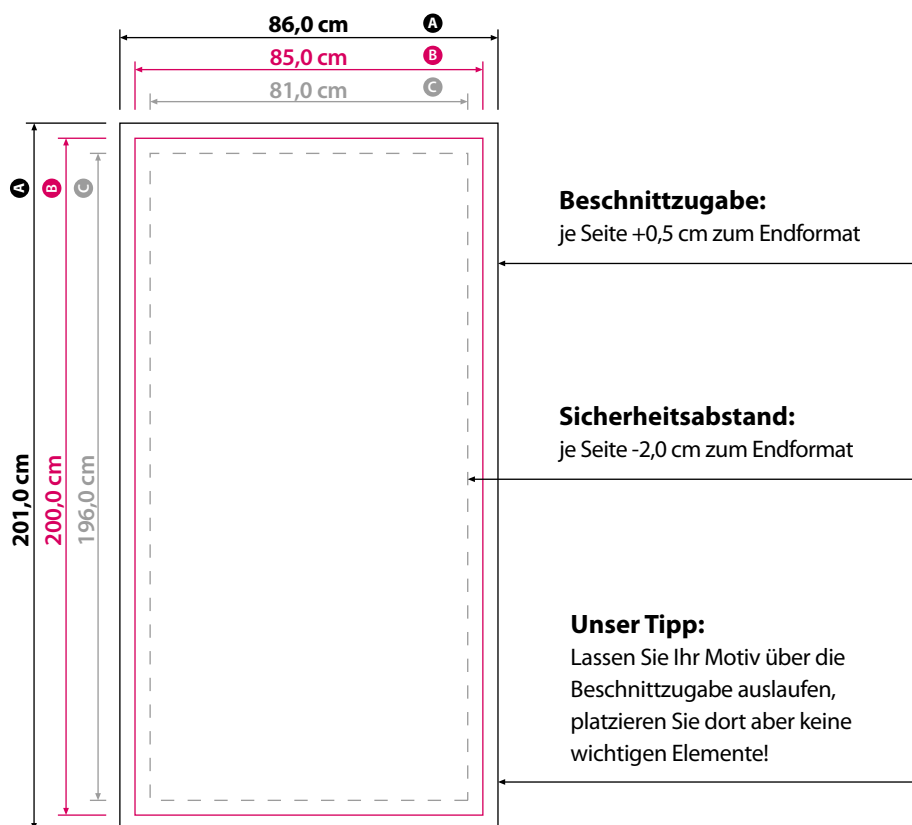 86,0 cm A
85,0 cm B
81,0 cm C
A
B
C
201,0 cm
200,0 cm
196,0 cm
Beschnittzugabe:
je Seite +0,5 cm zum Endformat
Sicherheitsabstand:
je Seite -2,0 cm zum Endformat
Unser Tipp:
Lassen Sie Ihr Motiv über die
Beschnittzugabe auslaufen,
platzieren Sie dort aber keine
wichtigen Elemente!